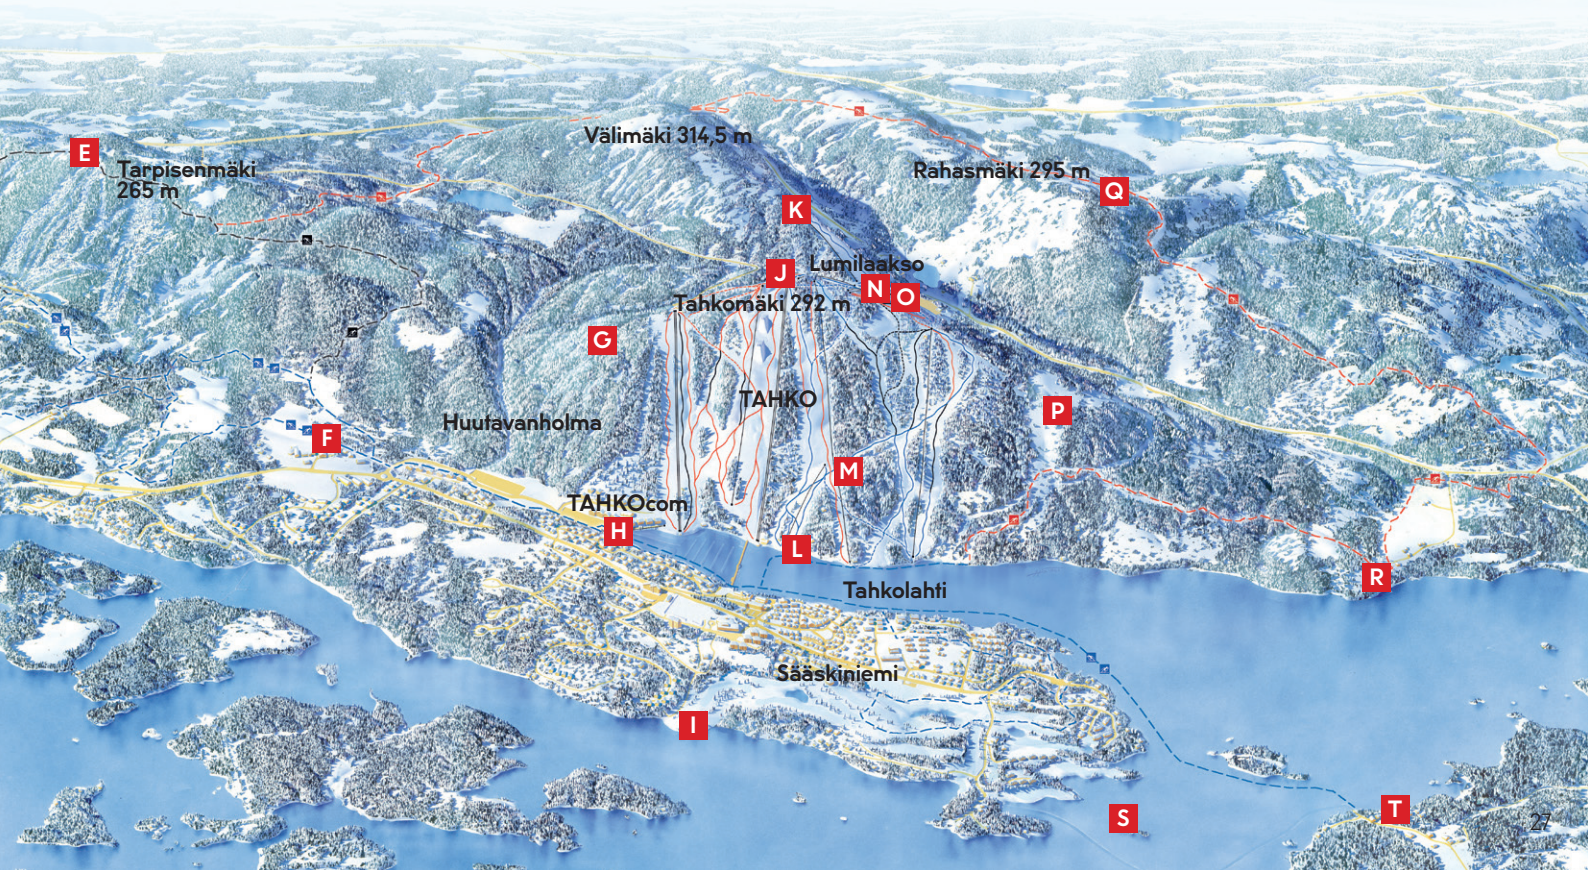 Välimäki 314,5 m
E
Tarpisenmäki
265 m
Rahasmäki 295 m
Q
K
Lumilaakso
J
N
O
Tahkomäki 292 m
G
TAHKO
P
Huutavanholma
F
M
TAHKOcom
H
L
R
Tahkolahti
Sääskiniemi
I
S
T
27